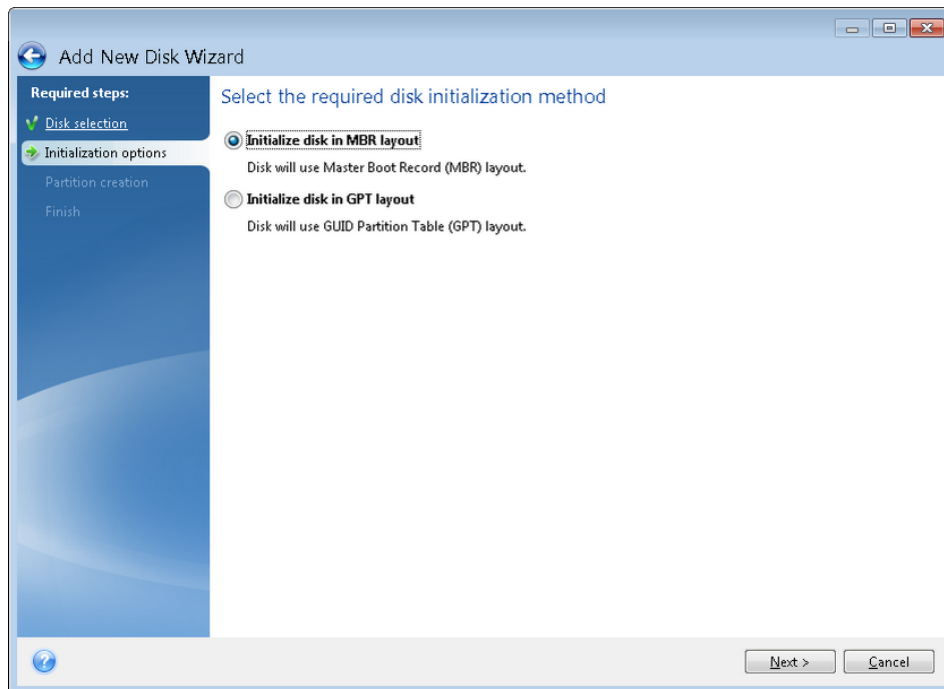 Add New Disk Wizard
Required steps:
Disk selection
Initialization options
Partition creation
Finish
Select the required disk initialization method
Initialize disk in MBR layout
Disk will use Master Boot Record (MBR) layout.
Initialize disk in GPT layout
Disk will use GUID Partition Table (GPT) layout.
?
Next >
Cancel